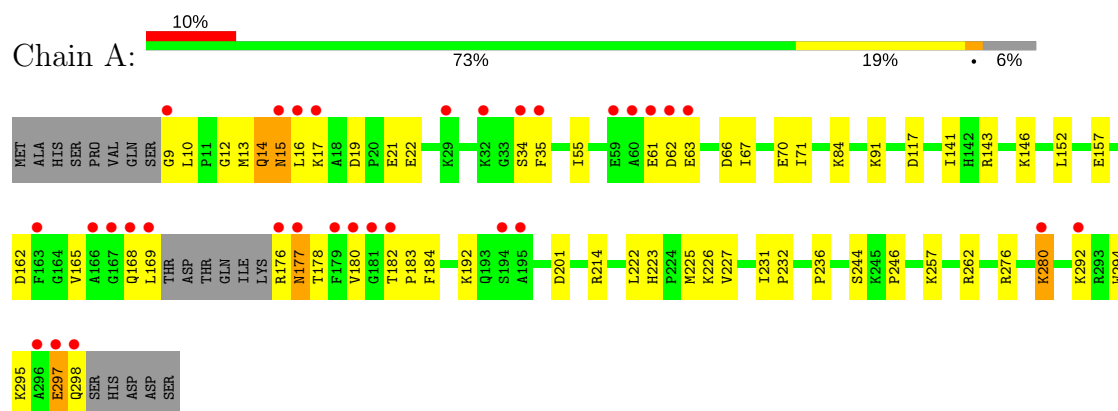 10%
Chain A:
73% 19% • 6%
MET ALA HIS SER PRO VAL GLN SER G9 L10 P11 G12 M13 Q14 N15 L16 K17 A18 D19 P20 E21 E22 K29 K32 G33 S34 F35 I55 E59 A60 E61 D62 E63 D66 I67 E70 I71 K84 K91 D117 I141 H142 R143 K146 L152 E157
D162 F163 G164 V165 A166 G167 Q168 L169 THR ASP THR GLN ILE LYS R176 N177 T178 F179 V180 G181 T182 P183 F184 K192 Q193 S194 A195 D201 R214 L222 H223 P224 M225 K226 V227 I231 P232 P236 S244 K245 P246 K257 R262 R276 K280 K292 R293 W294
K295 A296 E297 Q298 SER HIS ASP ASP SER